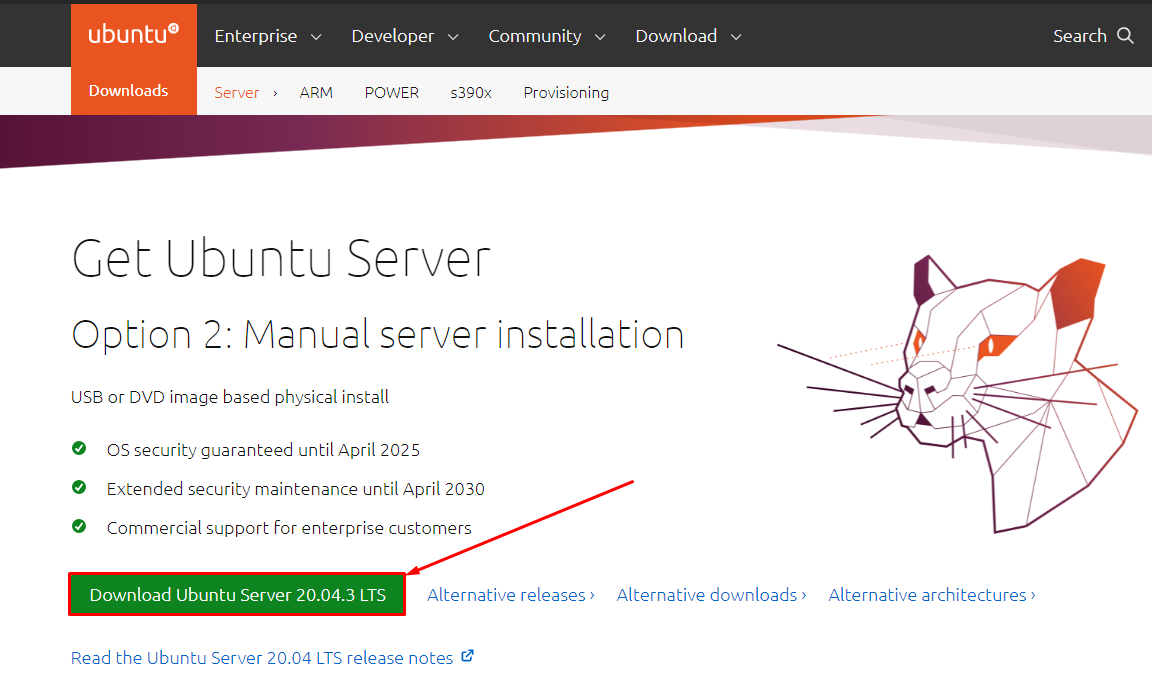 ubuntu
Enterprise
Developer
Community
Download
Search
Downloads
Server › ARM POWER s390x Provisioning
Get Ubuntu Server
Option 2: Manual server installation
USB or DVD image based physical install
OS security guaranteed until April 2025
Extended security maintenance until April 2030
Commercial support for enterprise customers
Download Ubuntu Server 20.04.3 LTS
Alternative releases ›
Alternative downloads ›
Alternative architectures ›
Read the Ubuntu Server 20.04 LTS release notes